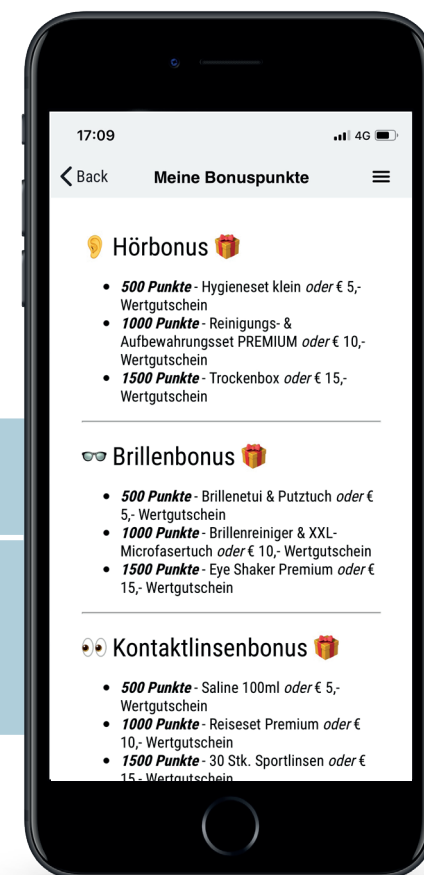 17:09
4G
Back
Meine Bonuspunkte
Hörbonus
500 Punkte - Hygieneset klein oder € 5,-
Wertgutschein
1000 Punkte - Reinigungs- &
Aufbewahrungsset PREMIUM oder € 10,-
Wertgutschein
1500 Punkte - Trockenbox oder € 15,-
Wertgutschein
Brillenbonus
500 Punkte - Brillenetui & Putztuch oder €
5,- Wertgutschein
1000 Punkte - Brillenreiniger & XXL-
Microfasertuch oder € 10,- Wertgutschein
1500 Punkte - Eye Shaker Premium oder €
15,- Wertgutschein
Kontaktlinsenbonus
500 Punkte - Saline 100ml oder € 5,-
Wertgutschein
1000 Punkte - Reiseset Premium oder €
10,- Wertgutschein
1500 Punkte - 30 Stk. Sportlinsen oder €
15,- Wertgutschein